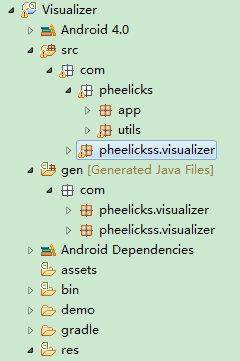 Visualizer
Android 4.0
src
com
pheelicks
app
utils
pheelickss.visualizer
gen [Generated Java Files]
com
pheelicks.visualizer
pheelickss.visualizer
Android Dependencies
assets
bin
demo
gradle
res